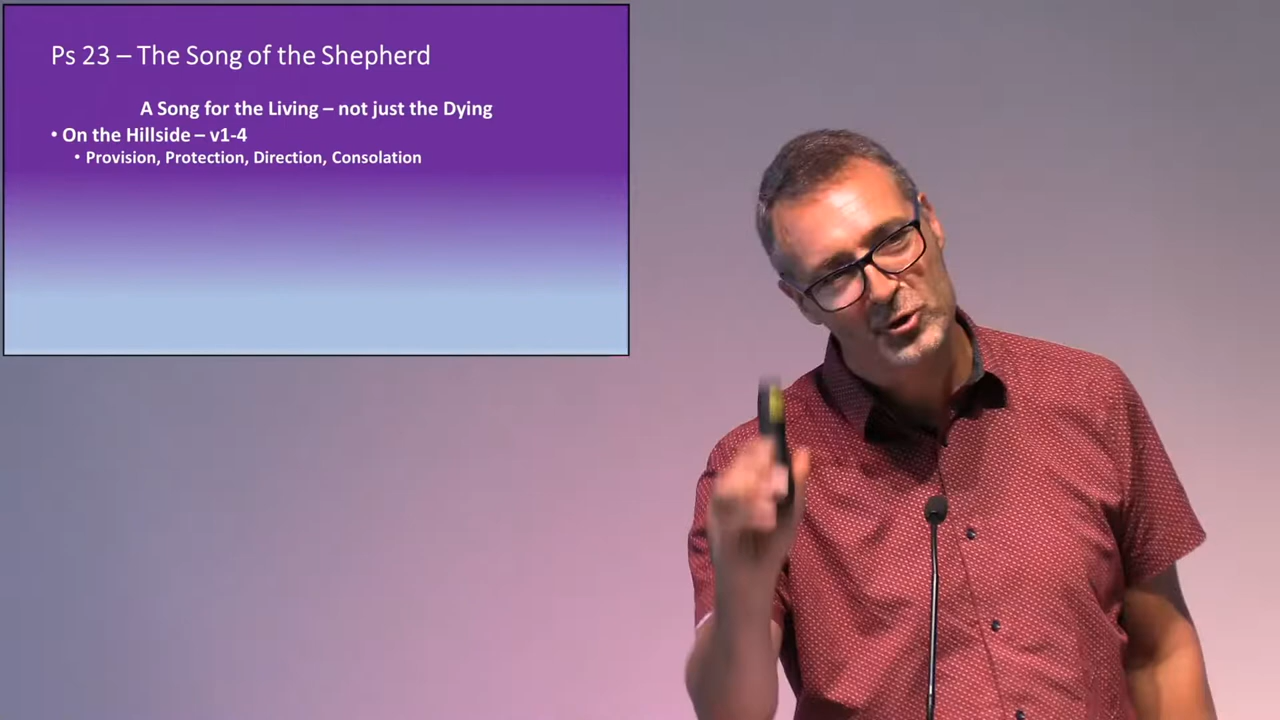 Ps 23 – The Song of the Shepherd
A Song for the Living – not just the Dying
• On the Hillside – v1-4
• Provision, Protection, Direction, Consolation